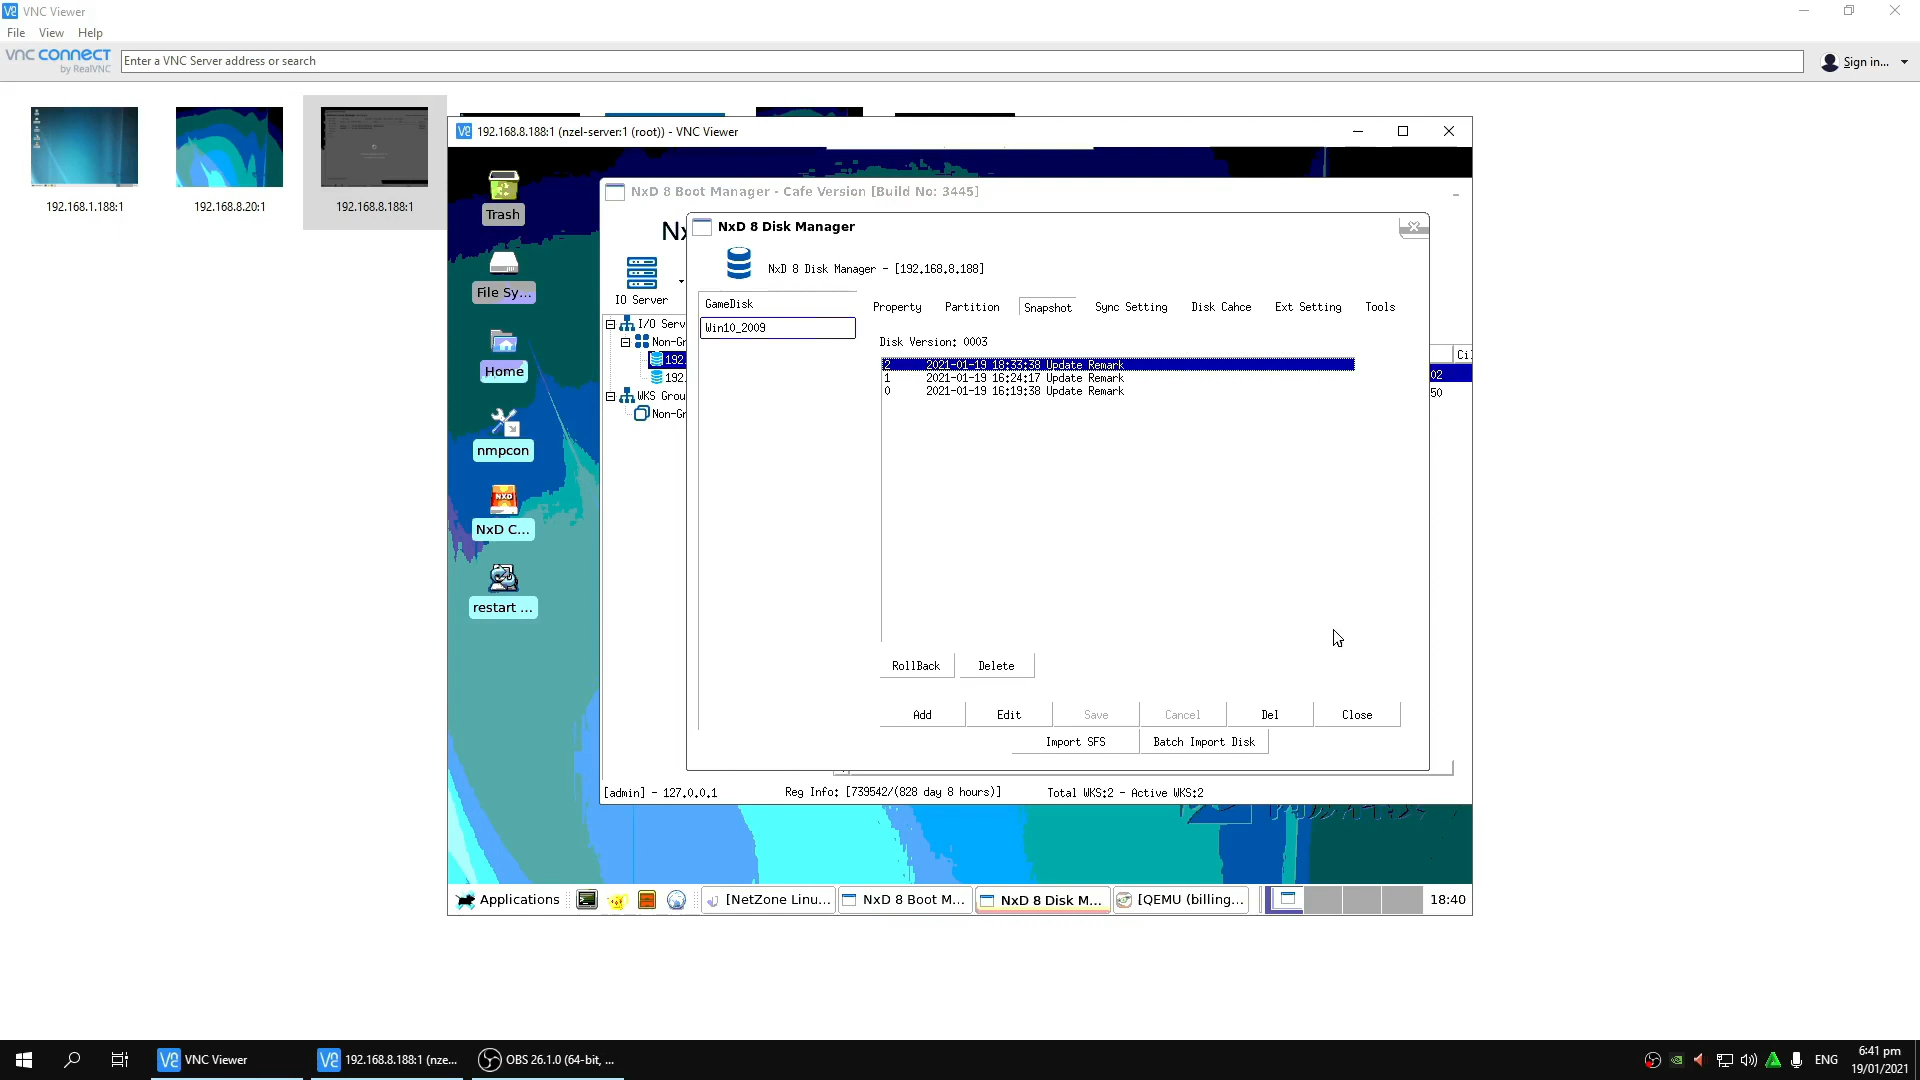 VNC Viewer
File View Help
VNC CONNECT
by RealVNC
Enter a VNC Server address or search
Sign in...
192.168.1.188:1
192.168.8.20:1
192.168.8.188:1
192.168.8.188:1 (nzel-server:1 (root)) - VNC Viewer
Trash
File Sy...
Home
nmpcon
NXD
NxD C...
restart ...
NxD 8 Boot Manager - Cafe Version [Build No: 3445]
IO Server
I/O Serv
Non-Gr
192
192.
WKS Grou
Non-Gr
02
50
NxD 8 Disk Manager
NxD 8 Disk Manager - [192.168.8.188]
GameDisk
Win10_2009
Property Partition Snapshot Sync Setting Disk Cahce Ext Setting Tools
Disk Version: 0003
2 2021-01-19 18:33:38 Update Remark
1 2021-01-19 16:24:17 Update Remark
0 2021-01-19 16:19:38 Update Remark
RollBack Delete
Add Edit Save Cancel Del Close
Import SFS Batch Import Disk
[admin] - 127.0.0.1 Reg Info: [739542/(828 day 8 hours)] Total WKS:2 - Active WKS:2
Applications [NetZone Linu... NxD 8 Boot M... NxD 8 Disk M... [QEMU (billing... 18:40
VNC Viewer 192.168.8.188:1 (nze... OBS 26.1.0 (64-bit, ... ENG 6:41 pm
19/01/2021